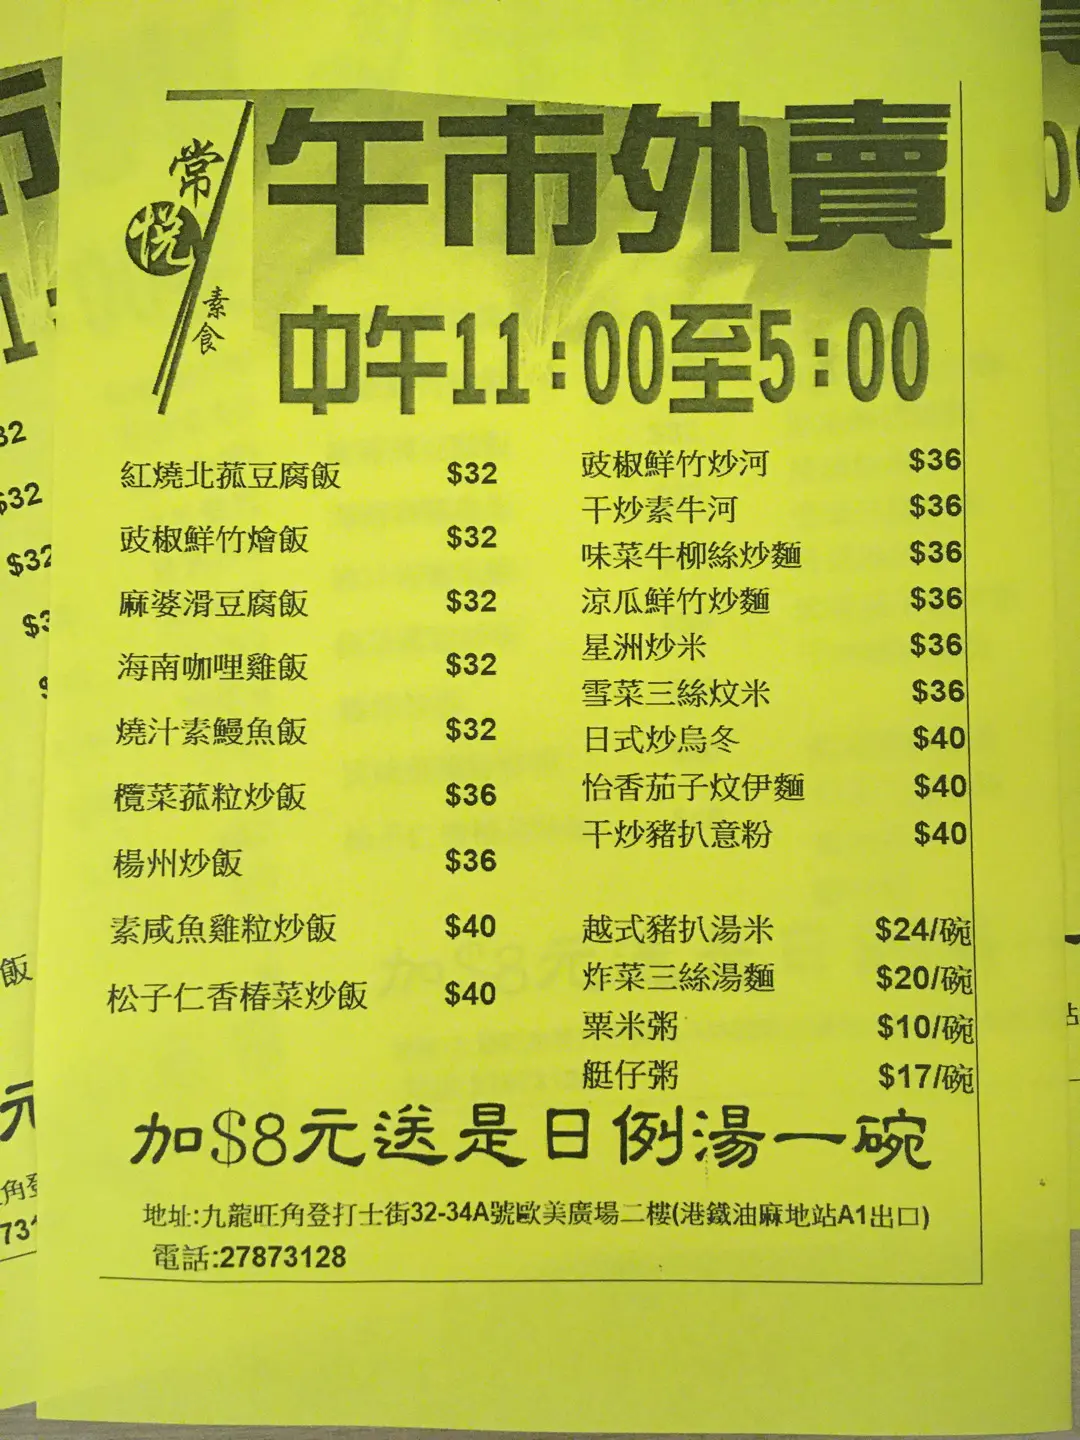 常悅素食
午市外賣
中午11:00至5:00
紅燒北菰豆腐飯 $32
豉椒鮮竹燴飯 $32
麻婆滑豆腐飯 $32
海南咖哩雞飯 $32
燒汁素鰻魚飯 $32
欖菜菰粒炒飯 $36
楊州炒飯 $36
素咸魚雞粒炒飯 $40
松子仁香椿菜炒飯 $40
豉椒鮮竹炒河 $36
干炒素牛河 $36
味菜牛柳絲炒麵 $36
涼瓜鮮竹炒麵 $36
星洲炒米 $36
雪菜三絲炆米 $36
日式炒烏冬 $40
怡香茄子炆伊麵 $40
干炒豬扒意粉 $40
越式豬扒湯米 $24/碗
炸菜三絲湯麵 $20/碗
粟米粥 $10/碗
艇仔粥 $17/碗
加$8元送是日例湯一碗
地址:九龍旺角登打士街32-34A號歐美廣場二樓(港鐵油麻地站A1出口)
電話:27873128